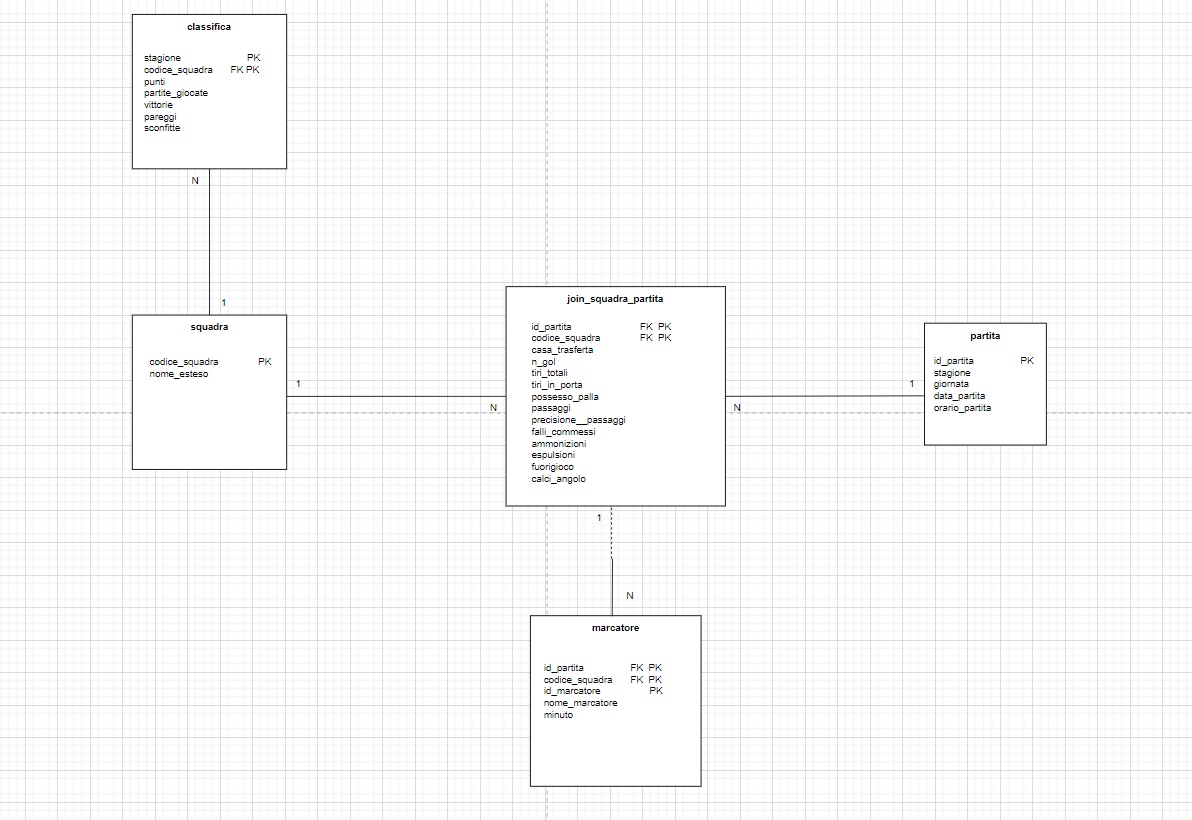 classifica
stagione PK
codice_squadra FK PK
punti
partite_giocate
vittorie
pareggi
sconfitte
N
1
squadra
codice_squadra PK
nome_esteso
1
N
join_squadra_partita
id_partita FK PK
codice_squadra FK PK
casa_trasferta
n_gol
tiri_totali
tiri_in_porta
possesso_palla
passaggi
precisione__passaggi
falli_commessi
ammonizioni
espulsioni
fuorigioco
calci_angolo
N
1
partita
id_partita PK
stagione
giornata
data_partita
orario_partita
1
N
marcatore
id_partita FK PK
codice_squadra FK PK
id_marcatore PK
nome_marcatore
minuto